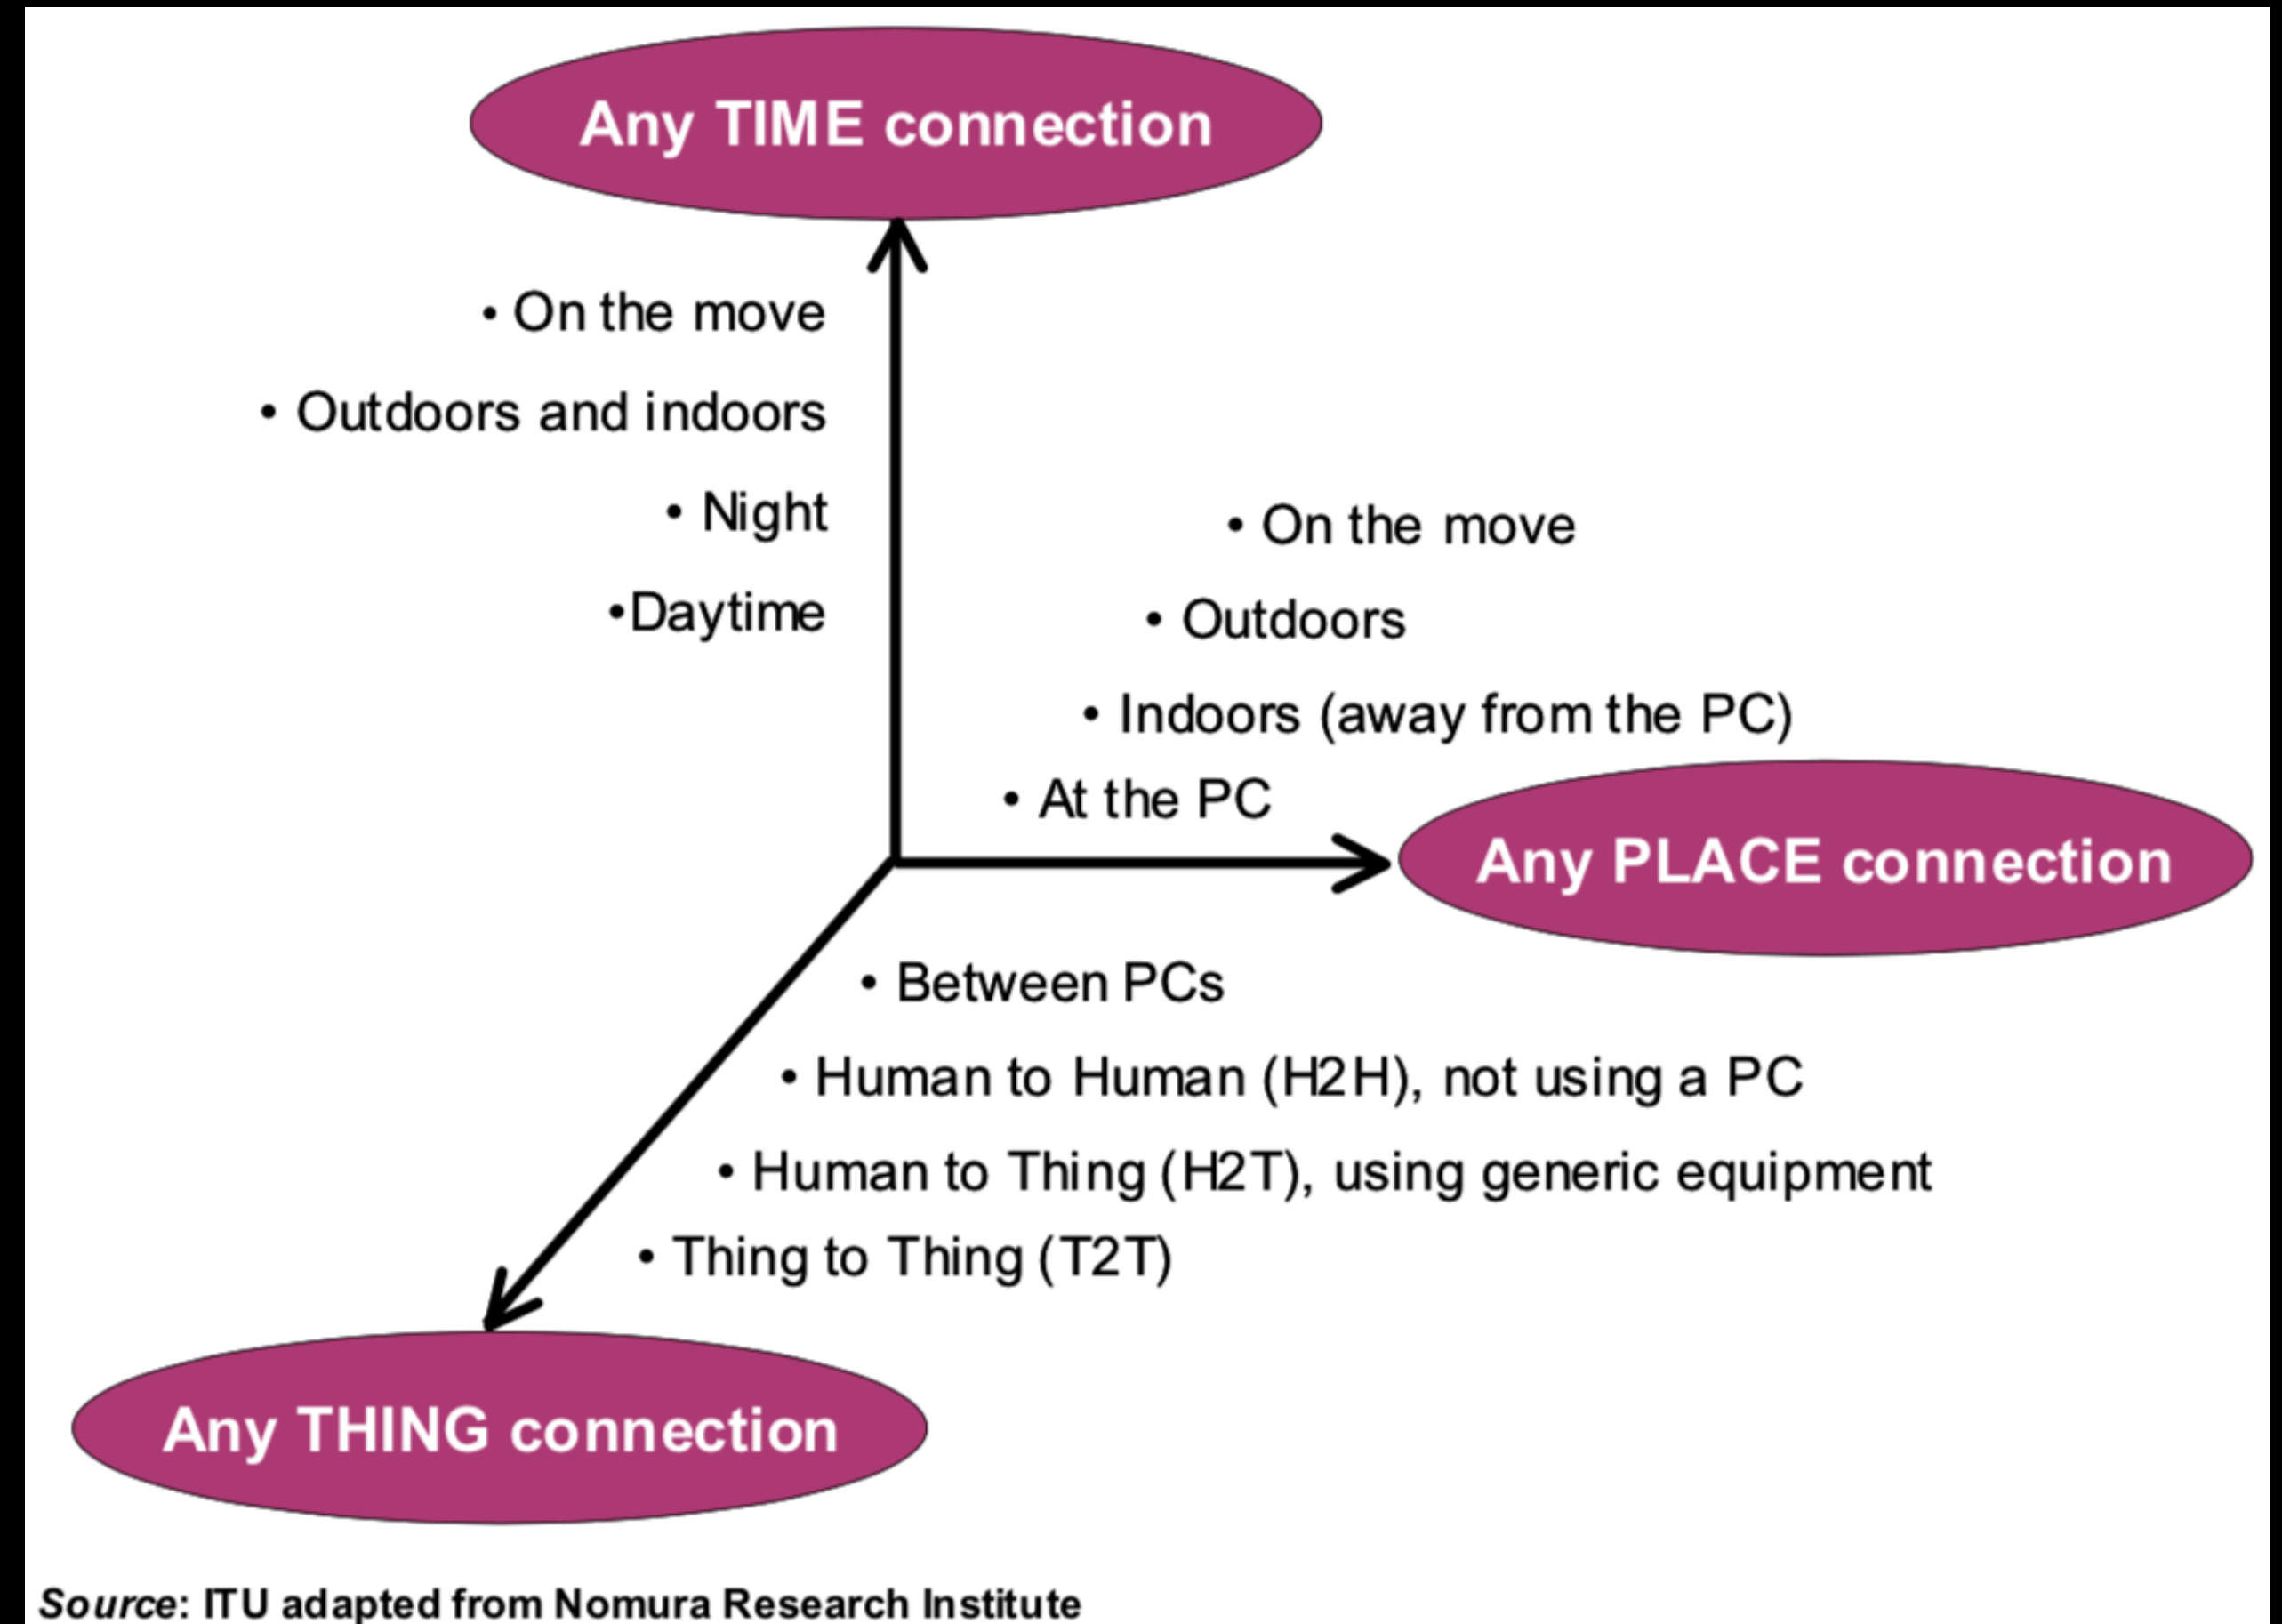 Any TIME connection
• On the move
• Outdoors and indoors
• Night
•Daytime
• On the move
• Outdoors
• Indoors (away from the PC)
• At the PC
Any PLACE connection
• Between PCs
• Human to Human (H2H), not using a PC
• Human to Thing (H2T), using generic equipment
• Thing to Thing (T2T)
Any THING connection
Source: ITU adapted from Nomura Research Institute